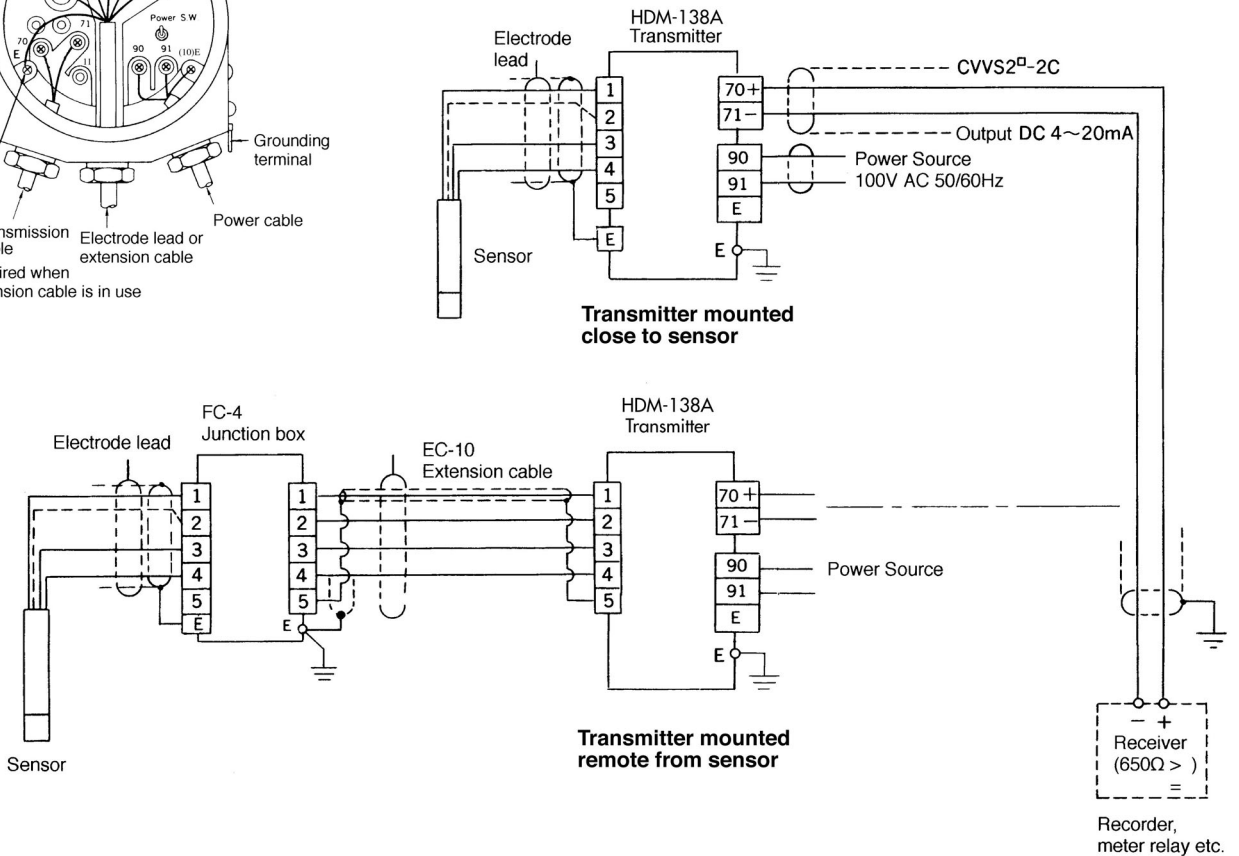 Power S.W
70
71
E
11
90
91
(10)E
Grounding
terminal
Power cable
Electrode lead or
extension cable
HDM-138A
Transmitter
Electrode
lead
1
2
3
4
5
E
70+
71−
90
91
E
E
CVVS2□-2C
Output DC 4~20mA
Power Source
100V AC 50/60Hz
Sensor
Transmitter mounted
close to sensor
FC-4
Junction box
Electrode lead
1
2
3
4
5
E
1
2
3
4
5
E
EC-10
Extension cable
HDM-138A
Transmitter
1
2
3
4
5
70+
71−
90
91
E
E
Power Source
Sensor
Transmitter mounted
remote from sensor
− +
Receiver
(650Ω ≧ )
Recorder,
meter relay etc.
nsmission
ired when
nsion cable is in use